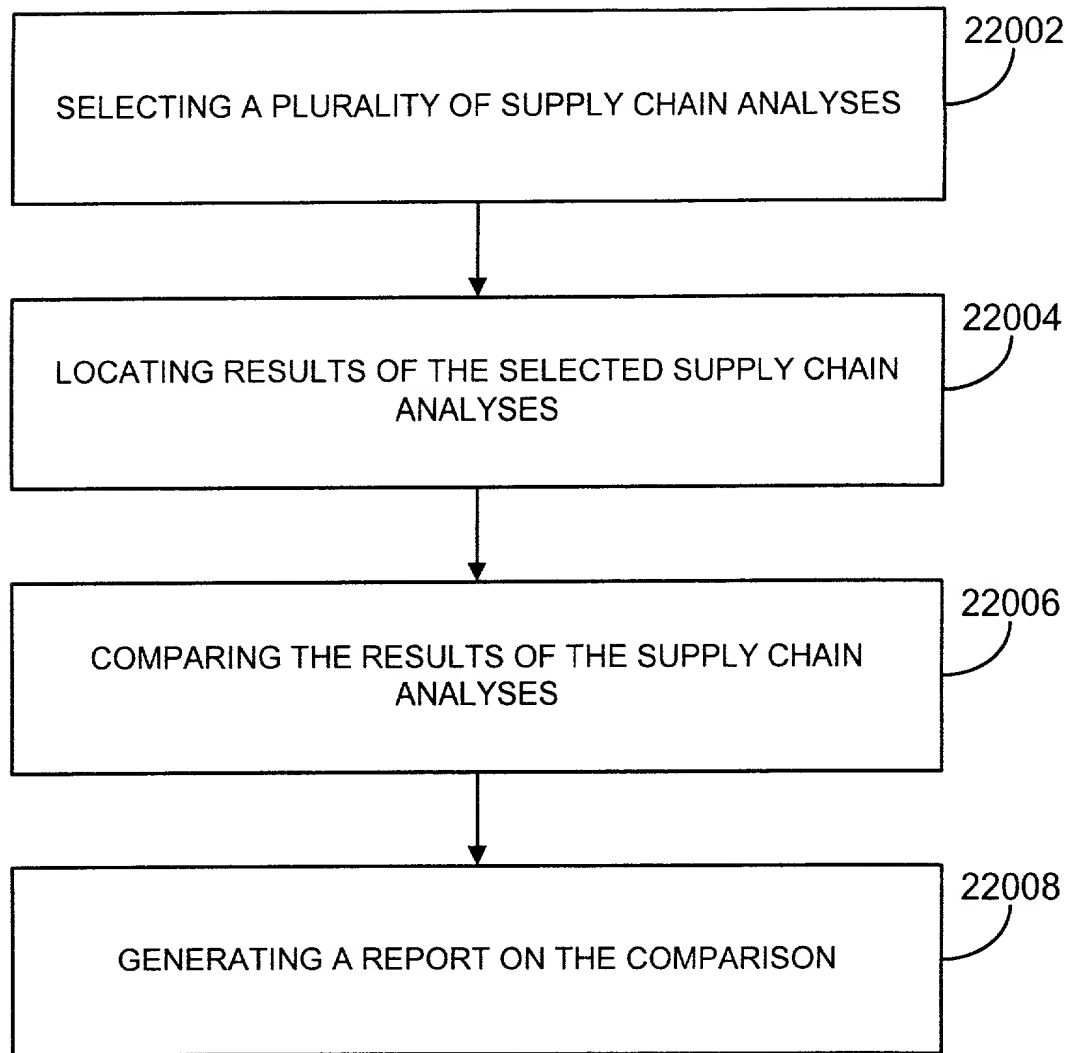 22002
SELECTING A PLURALITY OF SUPPLY CHAIN ANALYSES
22004
LOCATING RESULTS OF THE SELECTED SUPPLY CHAIN
ANALYSES
22006
COMPARING THE RESULTS OF THE SUPPLY CHAIN
ANALYSES
22008
GENERATING A REPORT ON THE COMPARISON